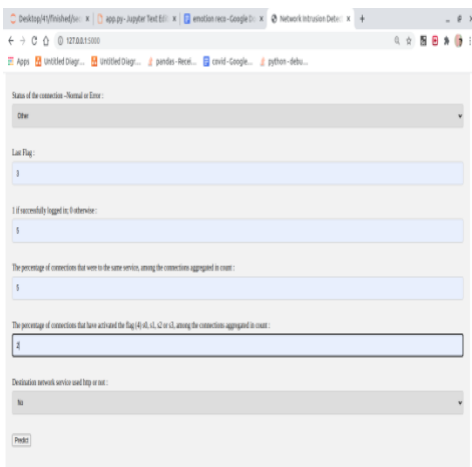 Desktop/41/finished/sec
app.py - Jupyter Text Edit
emotion reco - Google D
Network Intrusion Detec
127.0.0.1:5000
Apps
Untitled Diagr...
Untitled Diagr...
pandas - Recei...
covid - Google...
python - debu...
Status of the connection –Normal or Error :
Other
Last Flag :
3
1 if successfully logged in; 0 otherwise :
5
The percentage of connections that were to the same service, among the connections aggregated in count :
5
The percentage of connections that have activated the flag (4) s0, s1, s2 or s3, among the connections aggregated in count :
2
Destination network service used http or not :
No
Predict